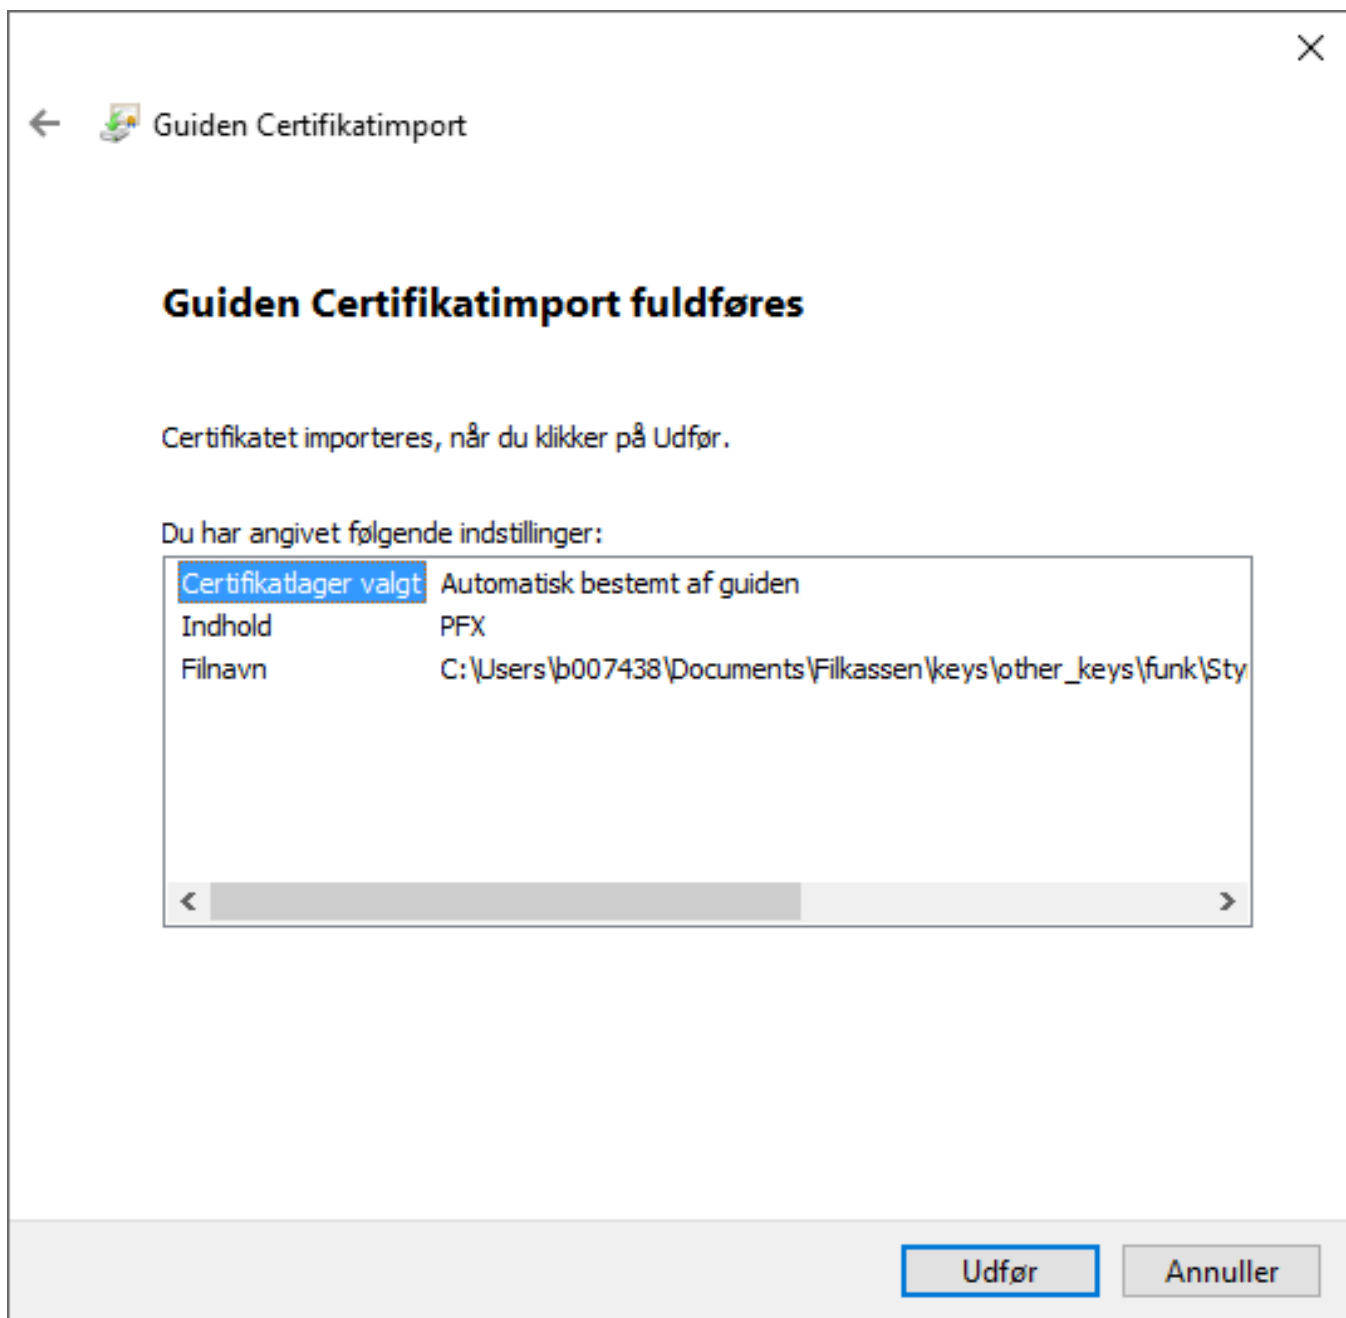 Guiden Certifikatimport
Guiden Certifikatimport fuldføres
Certifikatet importeres, når du klikker på Udfør.
Du har angivet følgende indstillinger:
Certifikatlager valgt Automatisk bestemt af guiden
Indhold PFX
Filnavn C:\Users\b007438\Documents\Filkassen\keys\other_keys\funk\Sty
Udfør Annuller